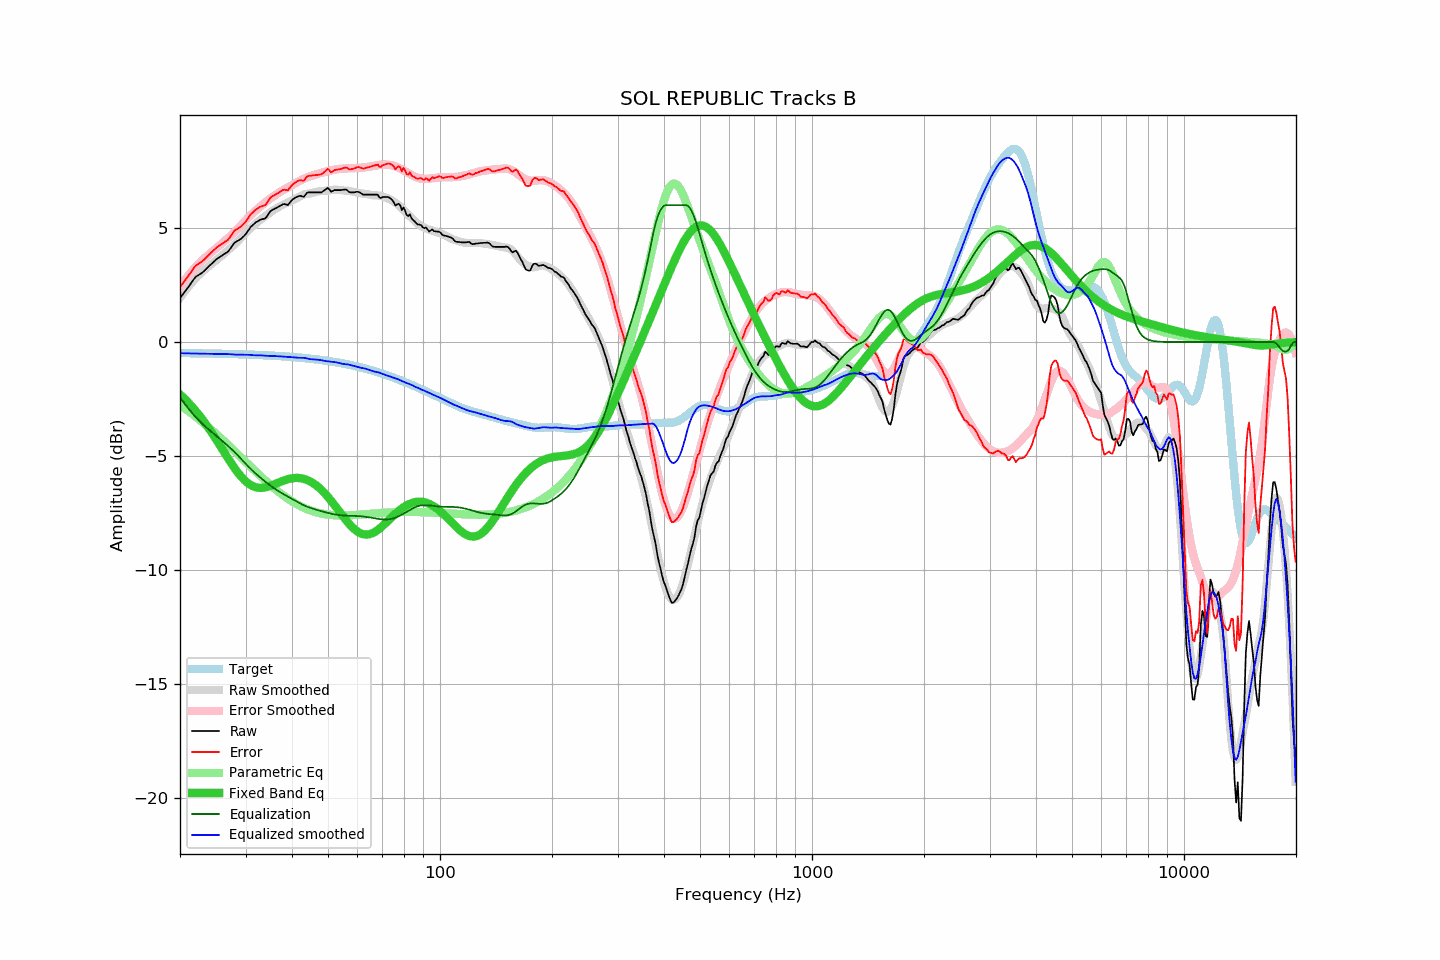 SOL REPUBLIC Tracks B
Amplitude (dBr)
5
0
−5
−10
−15
−20
Target
Raw Smoothed
Error Smoothed
Raw
Error
Parametric Eq
Fixed Band Eq
Equalization
Equalized smoothed
100
1000
10000
Frequency (Hz)